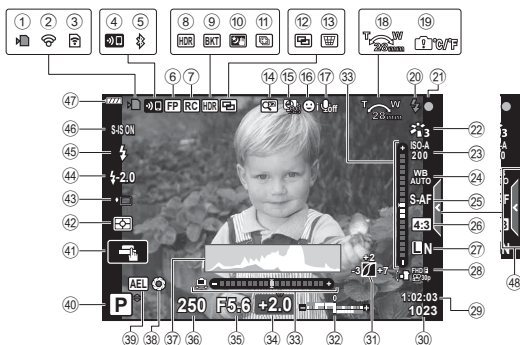 ① ② ③ ④ ⑤ ⑧ ⑨ ⑩ ⑪ ⑫ ⑬ ⑱ ⑲
HDR BKT T W 28mm °C/°F
㊼ ⑥ ⑦ ⑭ ⑮ ⑯ ⑰ ㉝ ⑳ ㉑
FP RC HDR i off T W 28mm
㊻ S-IS ON 3 ㉒
㊺ ISO-A 200 ㉓
㊹ -2.0 WB AUTO ㉔
㊸ S-AF ㉕
㊷ 4:3 ㉖
㊶ L N ㉗
+2 FHD F 30p ㉘
-3 +7
㊵ P 250 F5.6 +2.0 0 1:02:03 ㉙
1023
AEL
㊴ ㊳ ㊲ ㊱ ㉟ ㉞ ㉝ ㉜ ㉛ ㉚ ㊽